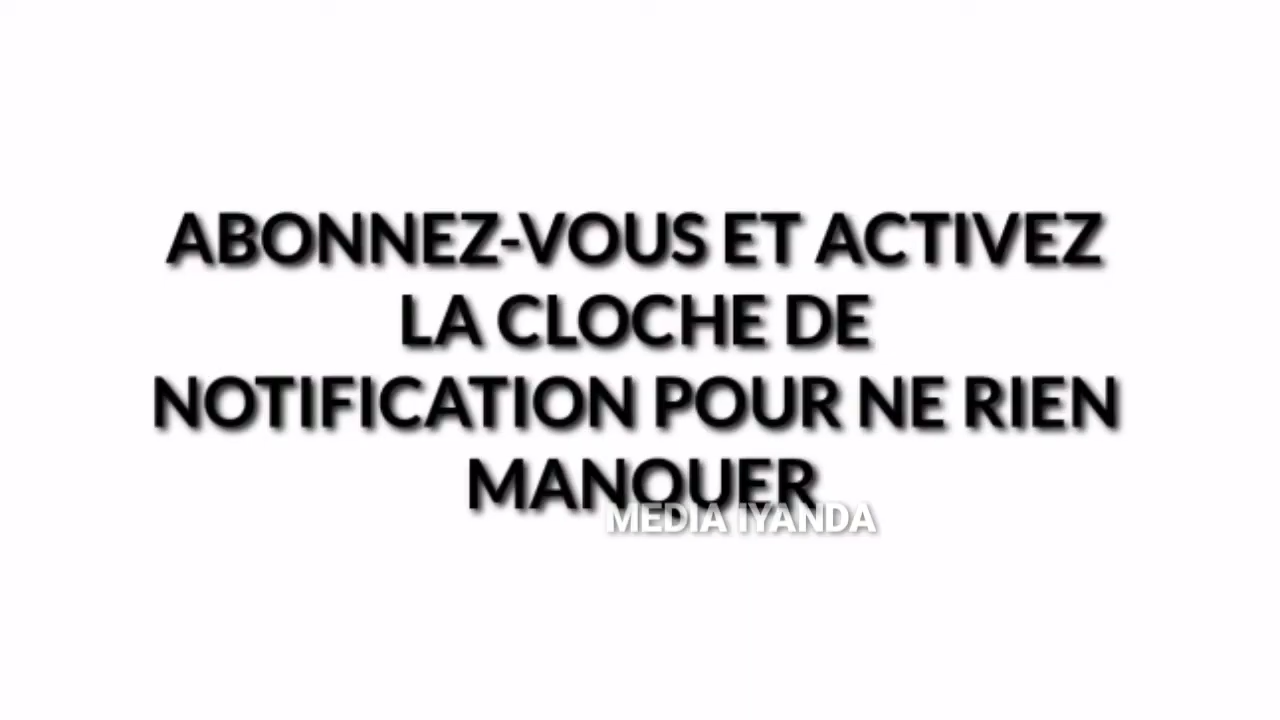 ABONNEZ-VOUS ET ACTIVEZ
LA CLOCHE DE
NOTIFICATION POUR NE RIEN
MANQUER
MEDIA IYANDA